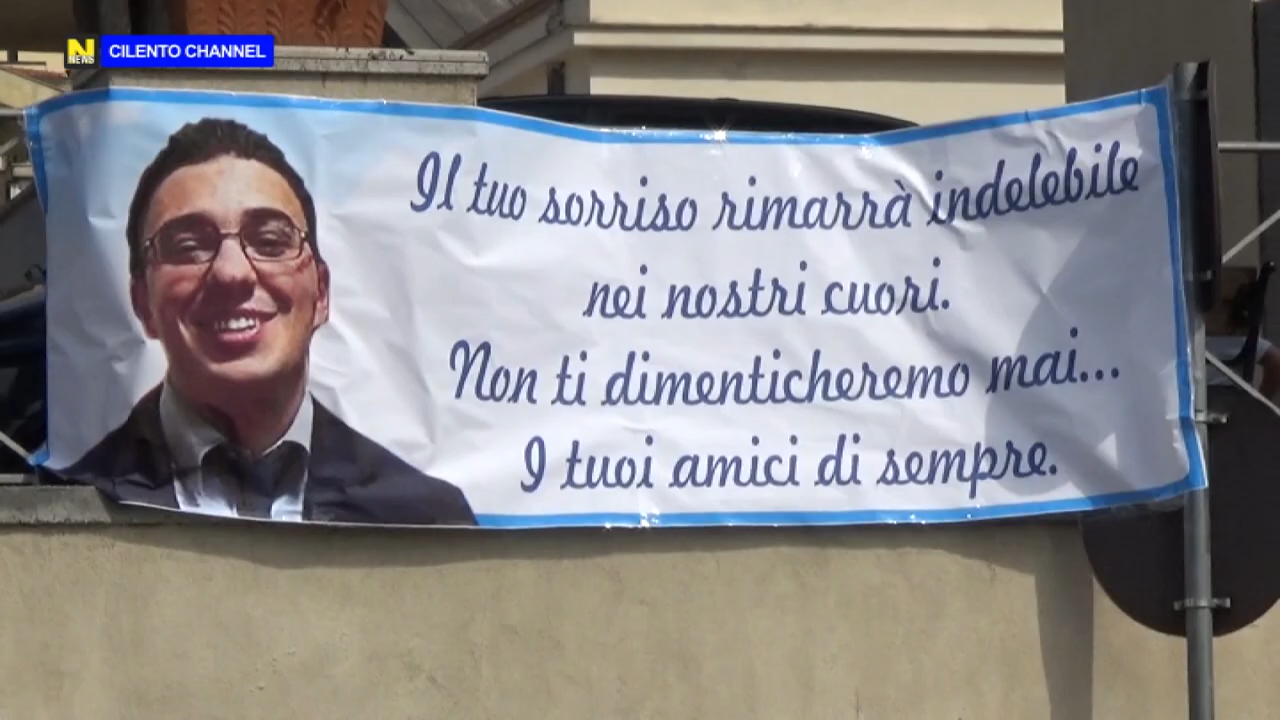 N NEWS CILENTO CHANNEL
Il tuo sorriso rimarrà indelebile
nei nostri cuori.
Non ti dimenticheremo mai...
I tuoi amici di sempre.